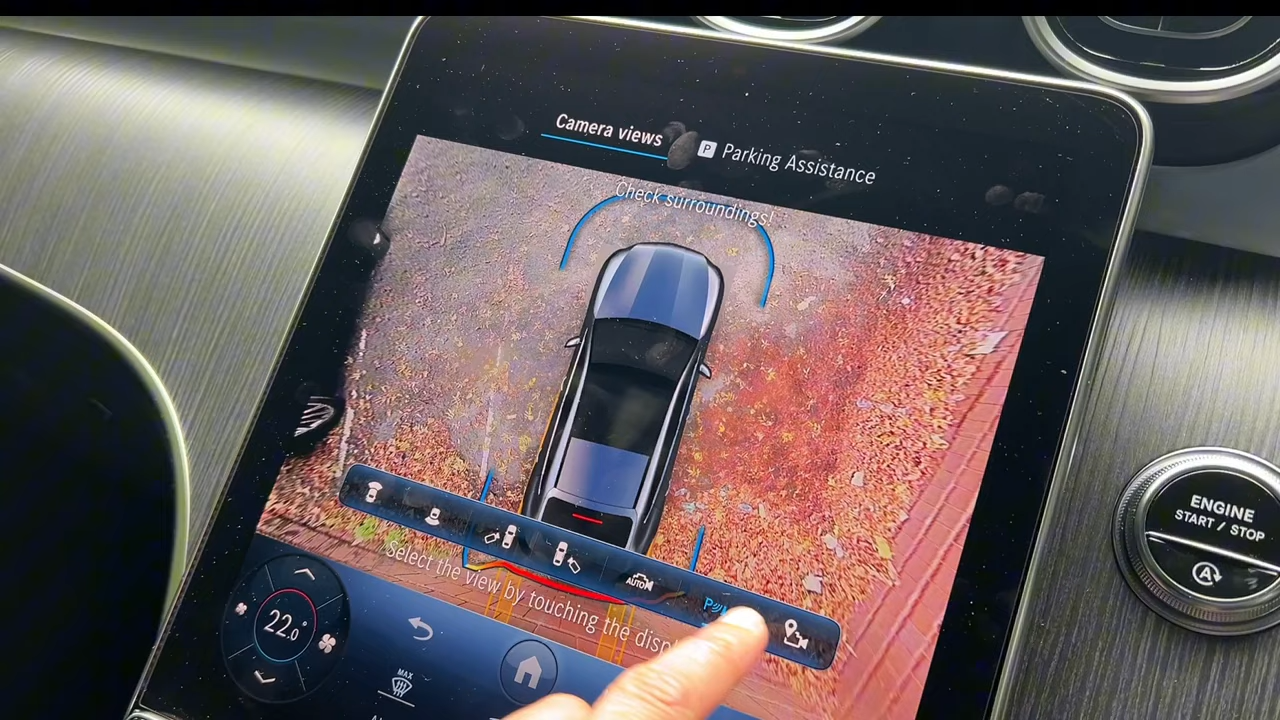 Camera views
P Parking Assistance
Check surroundings!
AUTO
Select the view by touching the
22.0°
MAX
ENGINE
START / STOP
A